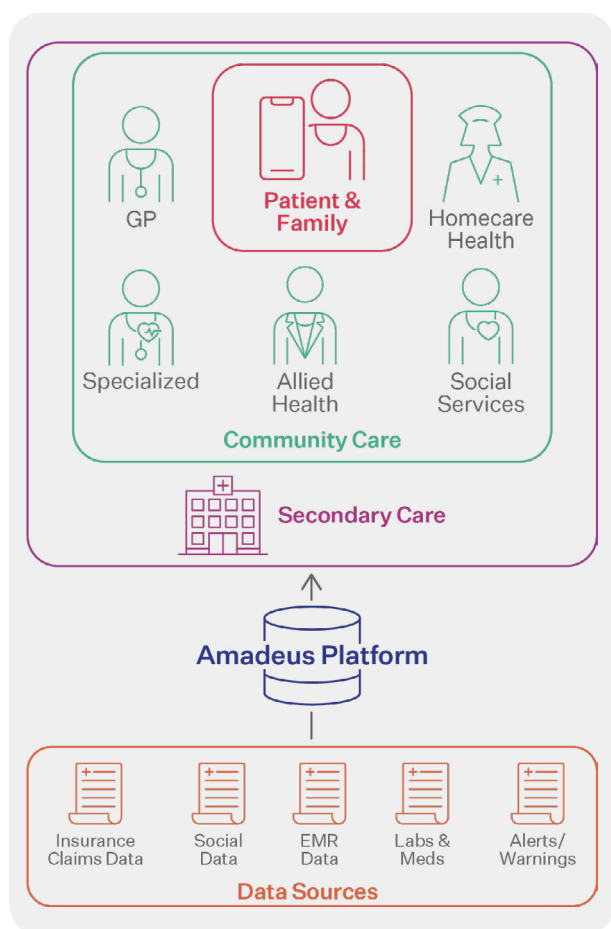 Patient &
Family
GP
Homecare
Health
Specialized
Allied
Health
Social
Services
Community Care
Secondary Care
Amadeus Platform
Insurance
Claims Data
Social
Data
EMR
Data
Labs &
Meds
Alerts/
Warnings
Data Sources